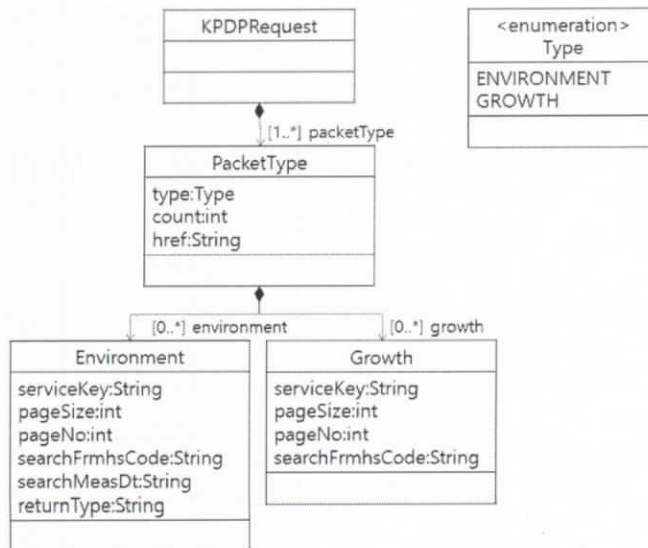 KPDPRequest
<enumeration>
Type
ENVIRONMENT
GROWTH
[1..*] packetType
PacketType
type:Type
count:int
href:String
[0..*] environment
[0..*] growth
Environment
serviceKey:String
pageSize:int
pageNo:int
searchFrmhsCode:String
searchMeasDt:String
returnType:String
Growth
serviceKey:String
pageSize:int
pageNo:int
searchFrmhsCode:String